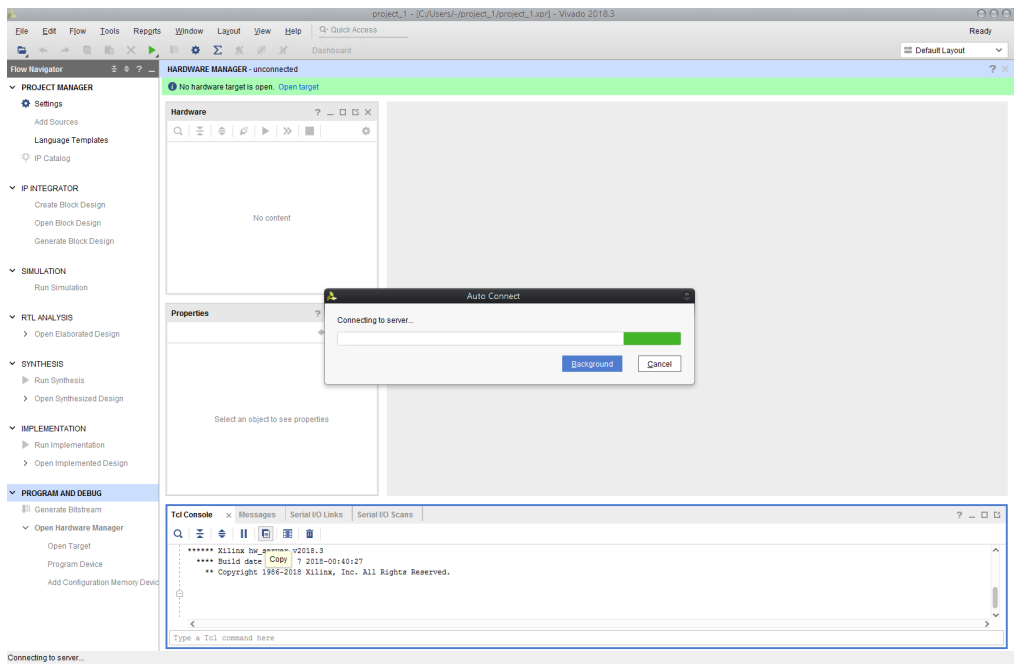 project_1 - [C:/Users/-/project_1/project_1.xpr] - Vivado 2018.3
File Edit Flow Tools Reports Window Layout View Help Q- Quick Access Ready
Dashboard Default Layout
Flow Navigator ? _
HARDWARE MANAGER - unconnected ?
PROJECT MANAGER
Settings
Add Sources
Language Templates
IP Catalog
IP INTEGRATOR
Create Block Design
Open Block Design
Generate Block Design
SIMULATION
Run Simulation
RTL ANALYSIS
Open Elaborated Design
SYNTHESIS
Run Synthesis
Open Synthesized Design
IMPLEMENTATION
Run Implementation
Open Implemented Design
PROGRAM AND DEBUG
Generate Bitstream
Open Hardware Manager
Open Target
Program Device
Add Configuration Memory Devic
No hardware target is open. Open target
Hardware ? _
No content
Properties ?
Select an object to see properties
Auto Connect
Connecting to server...
Background Cancel
Tcl Console Messages Serial I/O Links Serial I/O Scans ? _
****** Xilinx hw_server v2018.3
**** Build date 7 2018-00:40:27
Copy
** Copyright 1986-2018 Xilinx, Inc. All Rights Reserved.
Type a Tcl command here
Connecting to server...